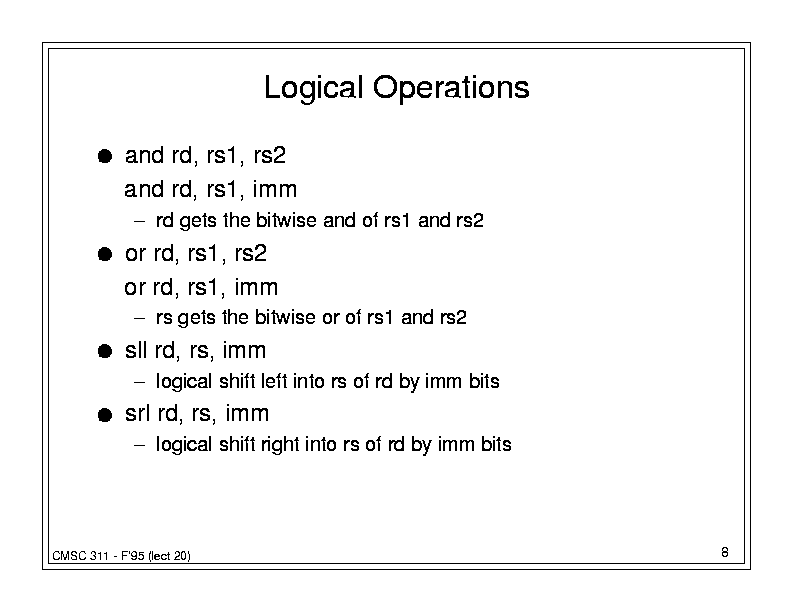 Logical Operations
● and rd, rs1, rs2
and rd, rs1, imm
– rd gets the bitwise and of rs1 and rs2
● or rd, rs1, rs2
or rd, rs1, imm
– rs gets the bitwise or of rs1 and rs2
● sll rd, rs, imm
– logical shift left into rs of rd by imm bits
● srl rd, rs, imm
– logical shift right into rs of rd by imm bits
CMSC 311 - F'95 (lect 20)
8